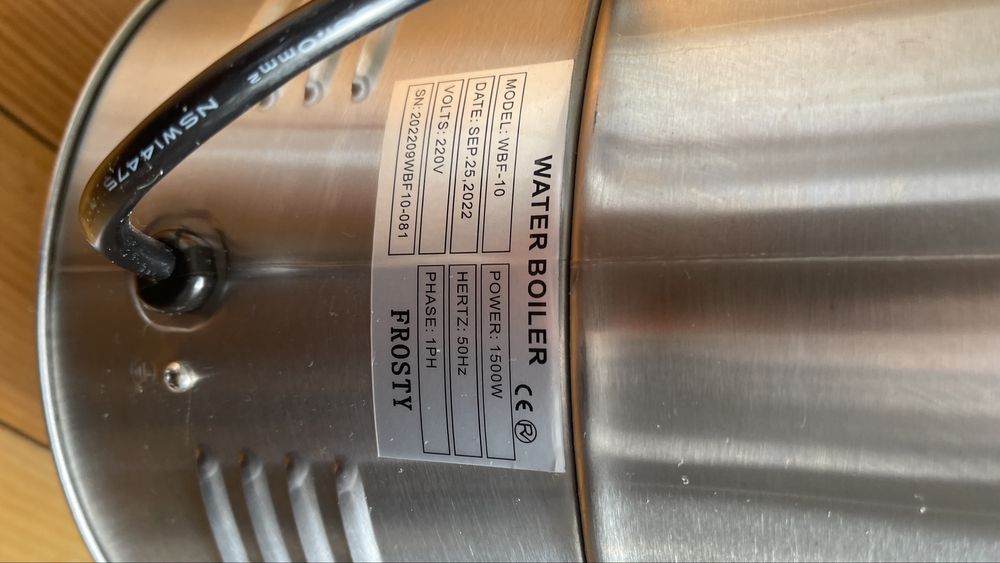 WATER BOILER
CE R
MODEL: WBF-10
POWER: 1500W
DATE: SEP.25,2022
HERTZ: 50Hz
VOLTS: 220V
PHASE: 1PH
SN:202209WBF10-081
FROSTY
NSW14475